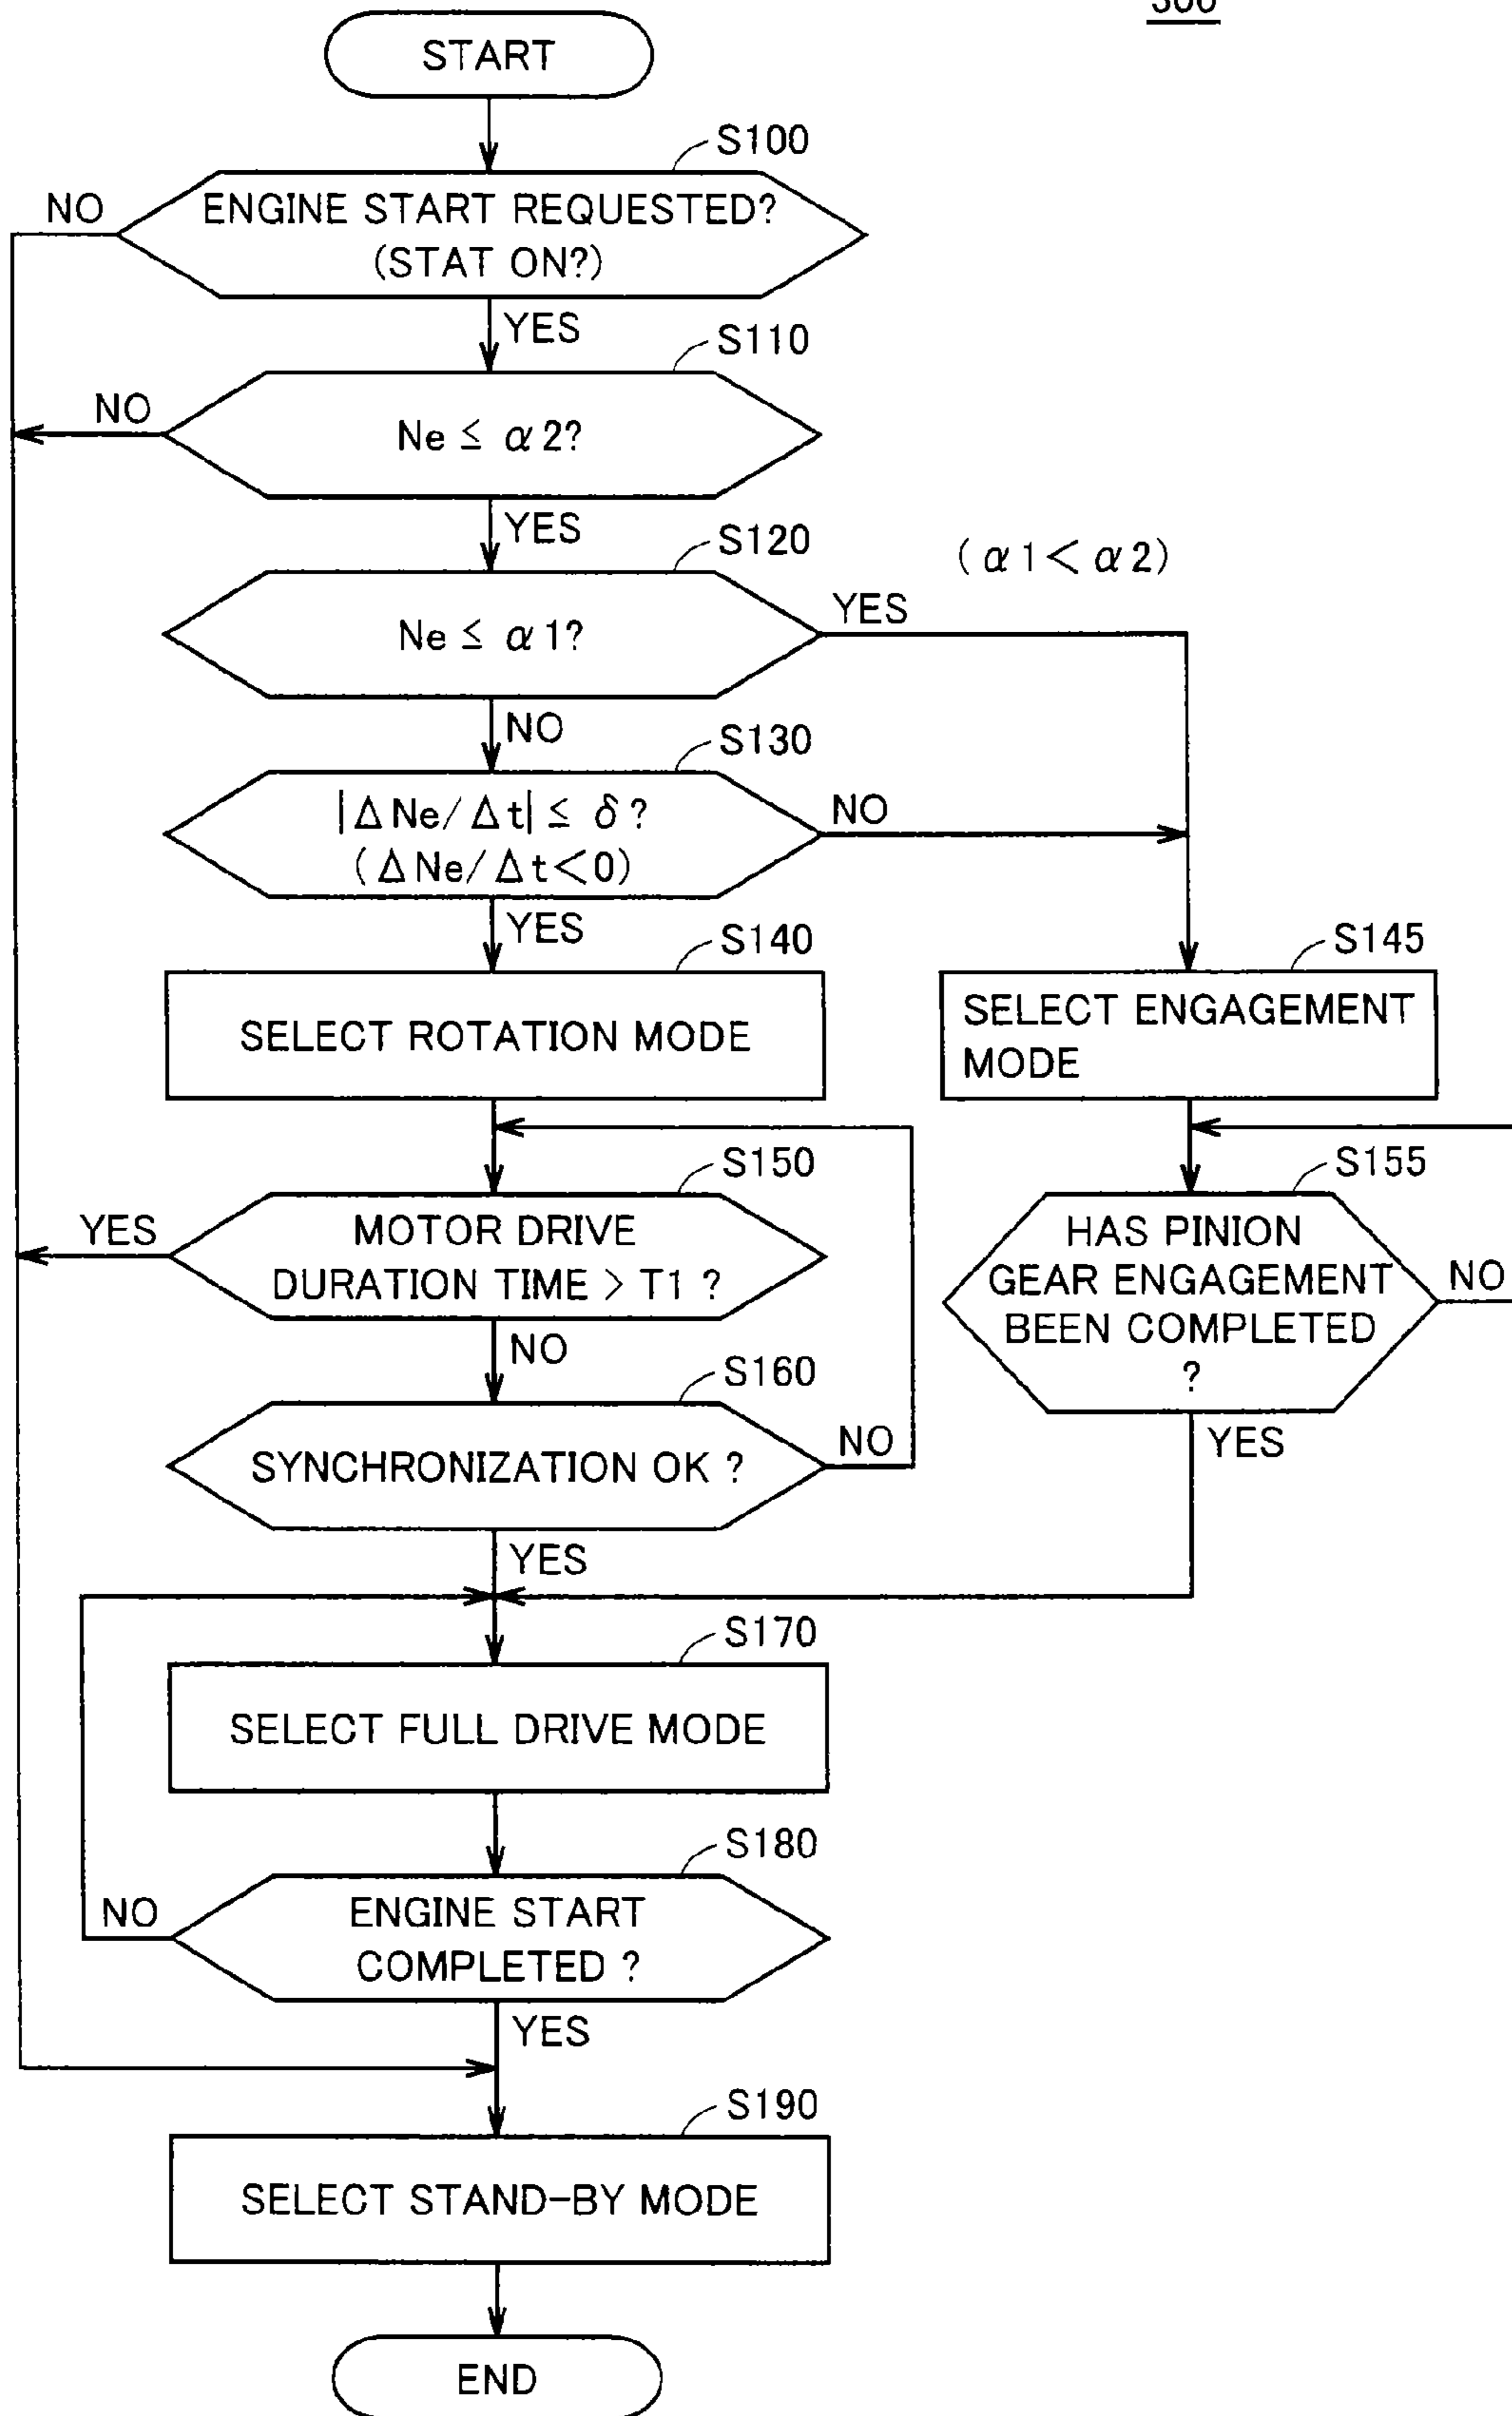 START
S100
NO
ENGINE START REQUESTED?
(STAT ON?)
YES
S110
NO
Ne ≤ α2?
YES
S120
(α1<α2)
YES
Ne ≤ α1?
NO
S130
|ΔNe/Δt| ≤ δ?
(ΔNe/Δt<0)
NO
YES
S140
SELECT ROTATION MODE
S145
SELECT ENGAGEMENT
MODE
S150
YES
MOTOR DRIVE
DURATION TIME > T1 ?
NO
S155
HAS PINION
GEAR ENGAGEMENT
BEEN COMPLETED
?
NO
YES
S160
SYNCHRONIZATION OK ?
NO
YES
S170
SELECT FULL DRIVE MODE
S180
NO
ENGINE START
COMPLETED ?
YES
S190
SELECT STAND-BY MODE
END